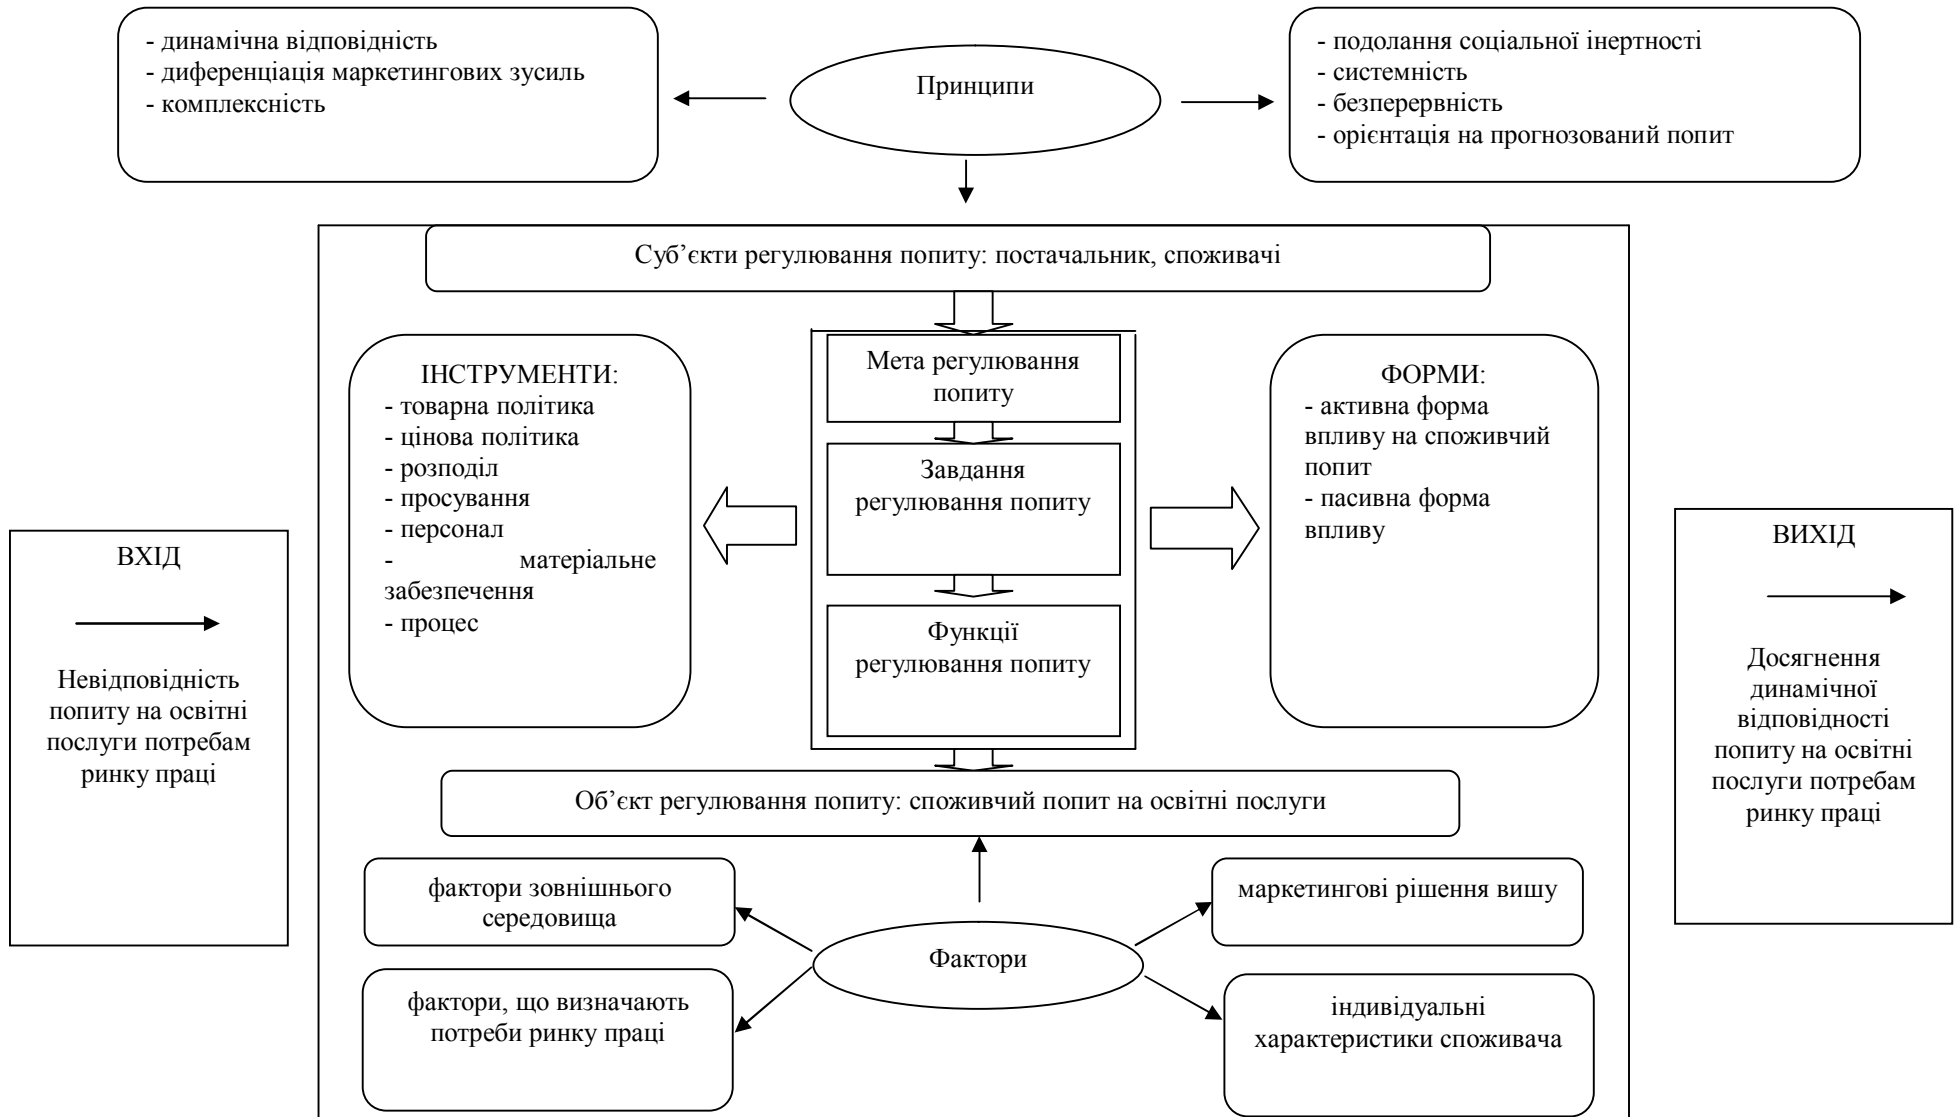 - динамічна відповідність
- диференціація маркетингових зусиль
- комплексність
Принципи
- подолання соціальної інертності
- системність
- безперервність
- орієнтація на прогнозований попит
Суб’єкти регулювання попиту: постачальник, споживачі
ІНСТРУМЕНТИ:
- товарна політика
- цінова політика
- розподіл
- просування
- персонал
- матеріальне
забезпечення
- процес
Мета регулювання
попиту
Завдання
регулювання попиту
Функції
регулювання попиту
ФОРМИ:
- активна форма
впливу на споживчий
попит
- пасивна форма
впливу
ВХІД
Невідповідність
попиту на освітні
послуги потребам
ринку праці
ВИХІД
Досягнення
динамічної
відповідності
попиту на освітні
послуги потребам
ринку праці
Об’єкт регулювання попиту: споживчий попит на освітні послуги
фактори зовнішнього
середовища
маркетингові рішення вишу
Фактори
фактори, що визначають
потреби ринку праці
індивідуальні
характеристики споживача